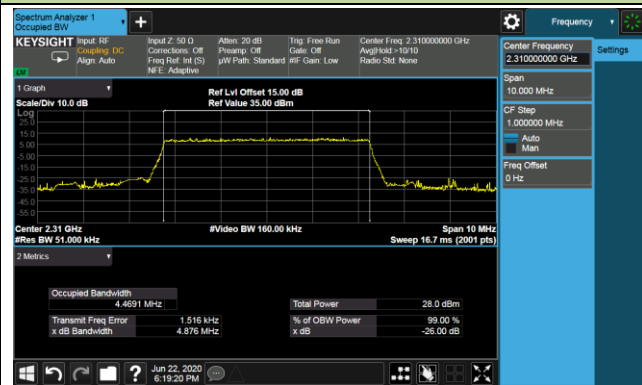 Spectrum Analyzer 1
Occupied BW
Frequency
KEYSIGHT
Input: RF
Coupling: DC
Align: Auto
Input Z: 50 Ω
Corrections: Off
Freq Ref: Int (S)
NFE: Adaptive
Atten: 20 dB
Preamp: Off
µW Path: Standard
Trig: Free Run
Gate: Off
#IF Gain: Low
Center Freq: 2.310000000 GHz
Avg|Hold:>10/10
Radio Std: None
Center Frequency
2.310000000 GHz
Settings
Span
10.000 MHz
CF Step
1.000000 MHz
Auto
Man
Freq Offset
0 Hz
1 Graph
Scale/Div 10.0 dB
Ref Lvl Offset 15.00 dB
Ref Value 35.00 dBm
Log
25.0
15.0
5.00
-5.00
-15.0
-25.0
-35.0
-45.0
-55.0
Center 2.31 GHz
#Res BW 51.000 kHz
#Video BW 160.00 kHz
Span 10 MHz
Sweep 16.7 ms (2001 pts)
2 Metrics
Occupied Bandwidth
4.4691 MHz
Total Power 28.0 dBm
Transmit Freq Error 1.516 kHz
% of OBW Power 99.00 %
x dB Bandwidth 4.876 MHz
x dB -26.00 dB
?
Jun 22, 2020
6:19:20 PM